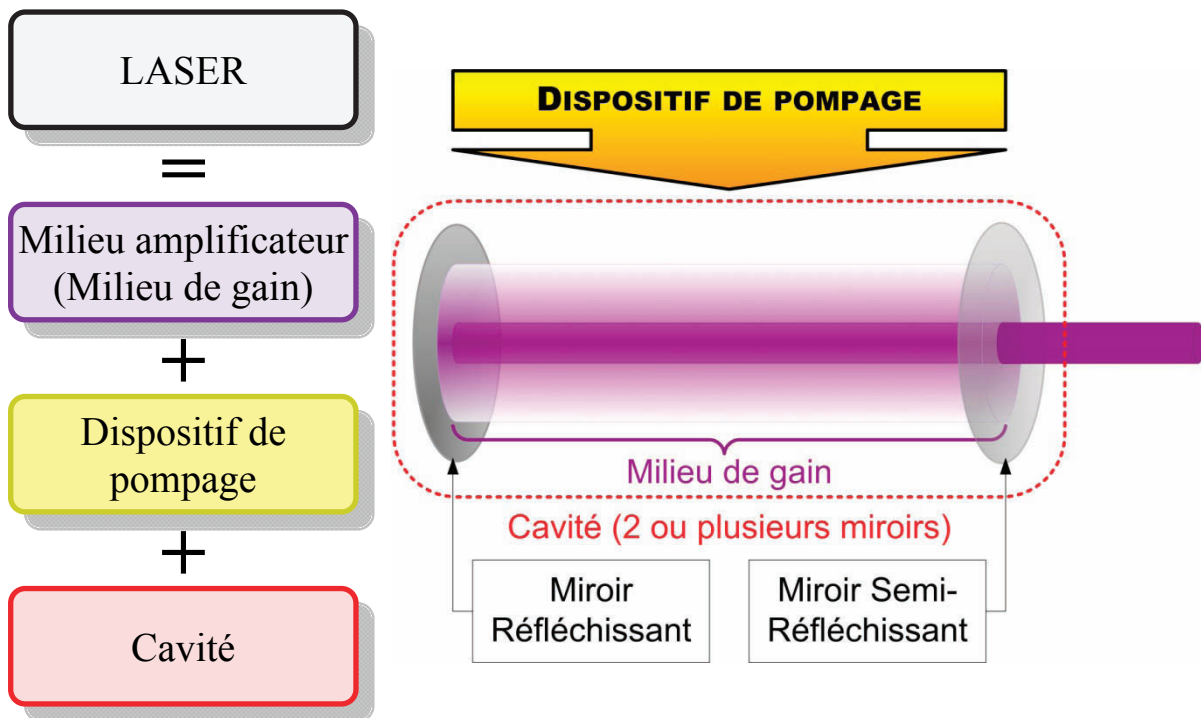 LASER
=
Milieu amplificateur
(Milieu de gain)
+
Dispositif de
pompage
+
Cavité
DISPOSITIF DE POMPAGE
Milieu de gain
Cavité (2 ou plusieurs miroirs)
Miroir
Réfléchissant
Miroir Semi-
Réfléchissant